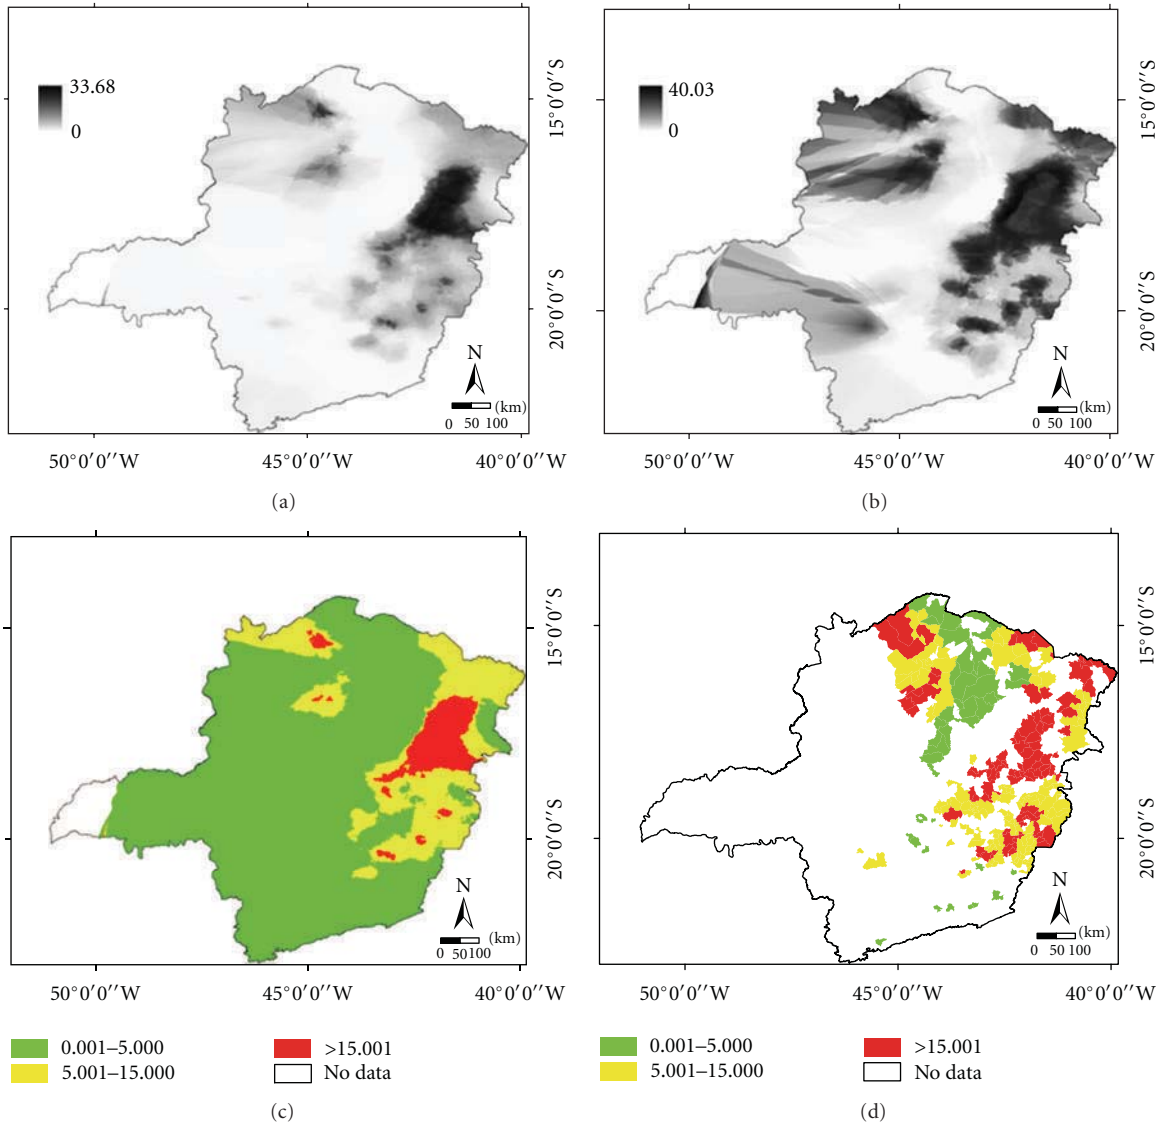 33.68
0
15°0′0′′S
20°0′0′′S
N
(km)
0 50 100
50°0′0′′W
45°0′0′′W
40°0′0′′W
(a)
40.03
0
15°0′0′′S
20°0′0′′S
N
(km)
0 50 100
50°0′0′′W
45°0′0′′W
40°0′0′′W
(b)
15°0′0′′S
20°0′0′′S
N
(km)
0 50100
50°0′0′′W
45°0′0′′W
40°0′0′′W
0.001–5.000
>15.001
5.001–15.000
No data
(c)
15°0′0′′S
20°0′0′′S
N
(km)
0 50 100
50°0′0′′W
45°0′0′′W
40°0′0′′W
0.001–5.000
>15.001
5.001–15.000
No data
(d)